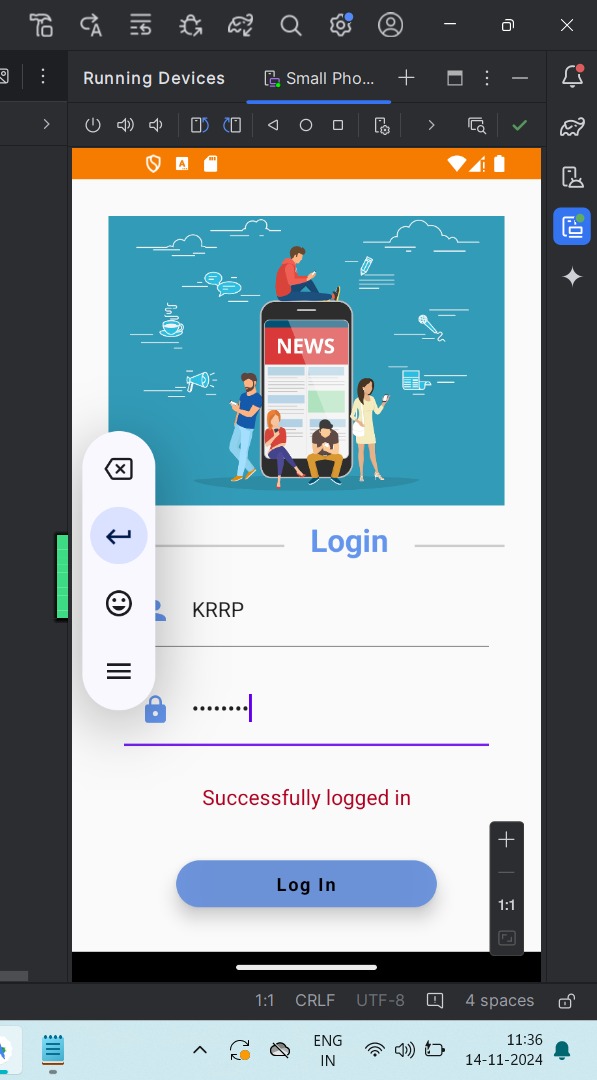 Running Devices
Small Pho...
NEWS
Login
KRRP
••••••••
Successfully logged in
Log In
1:1
1:1 CRLF UTF-8 4 spaces
ENG
IN
11:36
14-11-2024